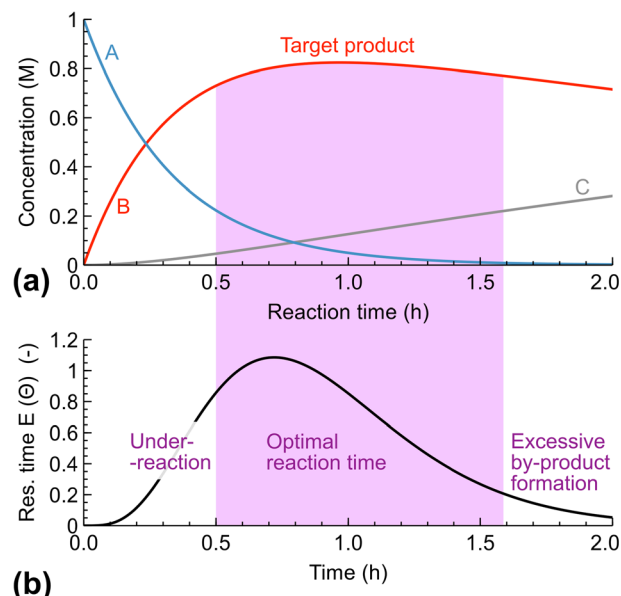 1
0.8
0.6
0.4
0.2
0
Concentration (M)
A
Target product
B
C
0.0
0.5
1.0
1.5
2.0
(a)
Reaction time (h)
1.2
1
0.8
0.6
0.4
0.2
0
Res. time E (Θ) (-)
Under-
-reaction
Optimal
reaction time
Excessive
by-product
formation
0.0
0.5
1.0
1.5
2.0
(b)
Time (h)